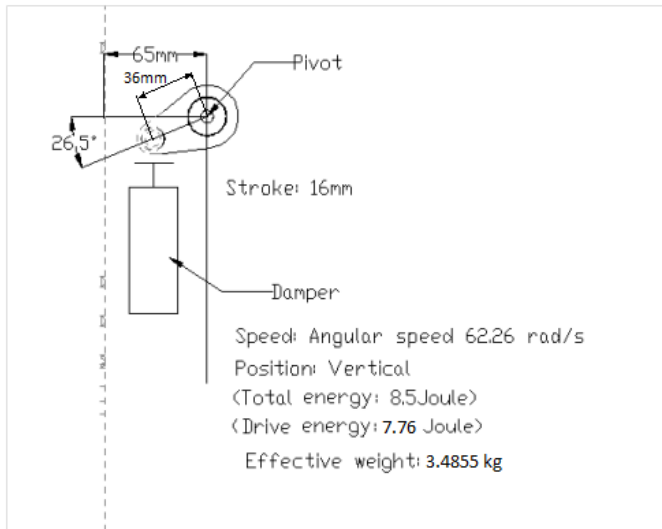 65mm
Pivot
36mm
26,5°
Stroke: 16mm
Damper
Speed: Angular speed 62.26 rad/s
Position: Vertical
(Total energy: 8.5Joule)
(Drive energy: 7.76 Joule)
Effective weight: 3.4855 kg